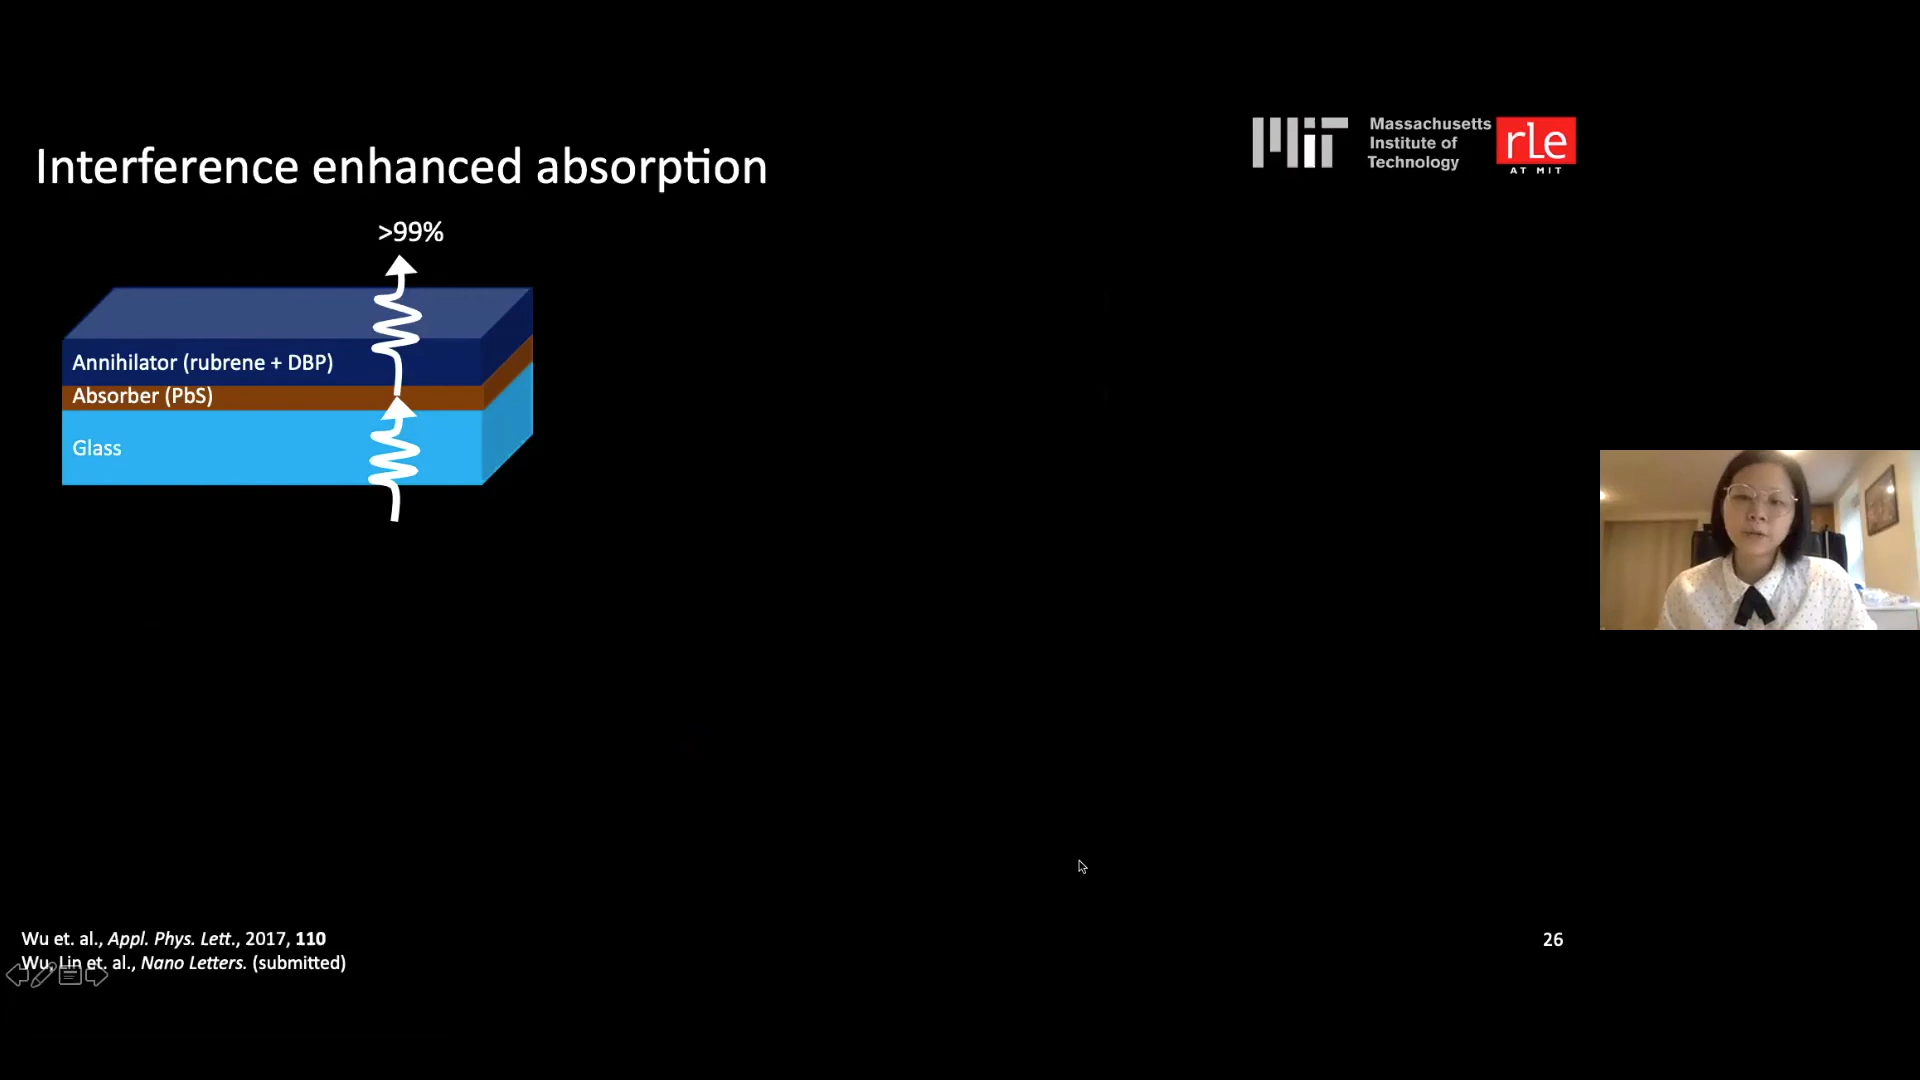 Massachusetts
Institute of
Technology
rLe
AT MIT
Interference enhanced absorption
>99%
Annihilator (rubrene + DBP)
Absorber (PbS)
Glass
Wu et. al., Appl. Phys. Lett., 2017, 110
Wu, Lin et. al., Nano Letters. (submitted)
26